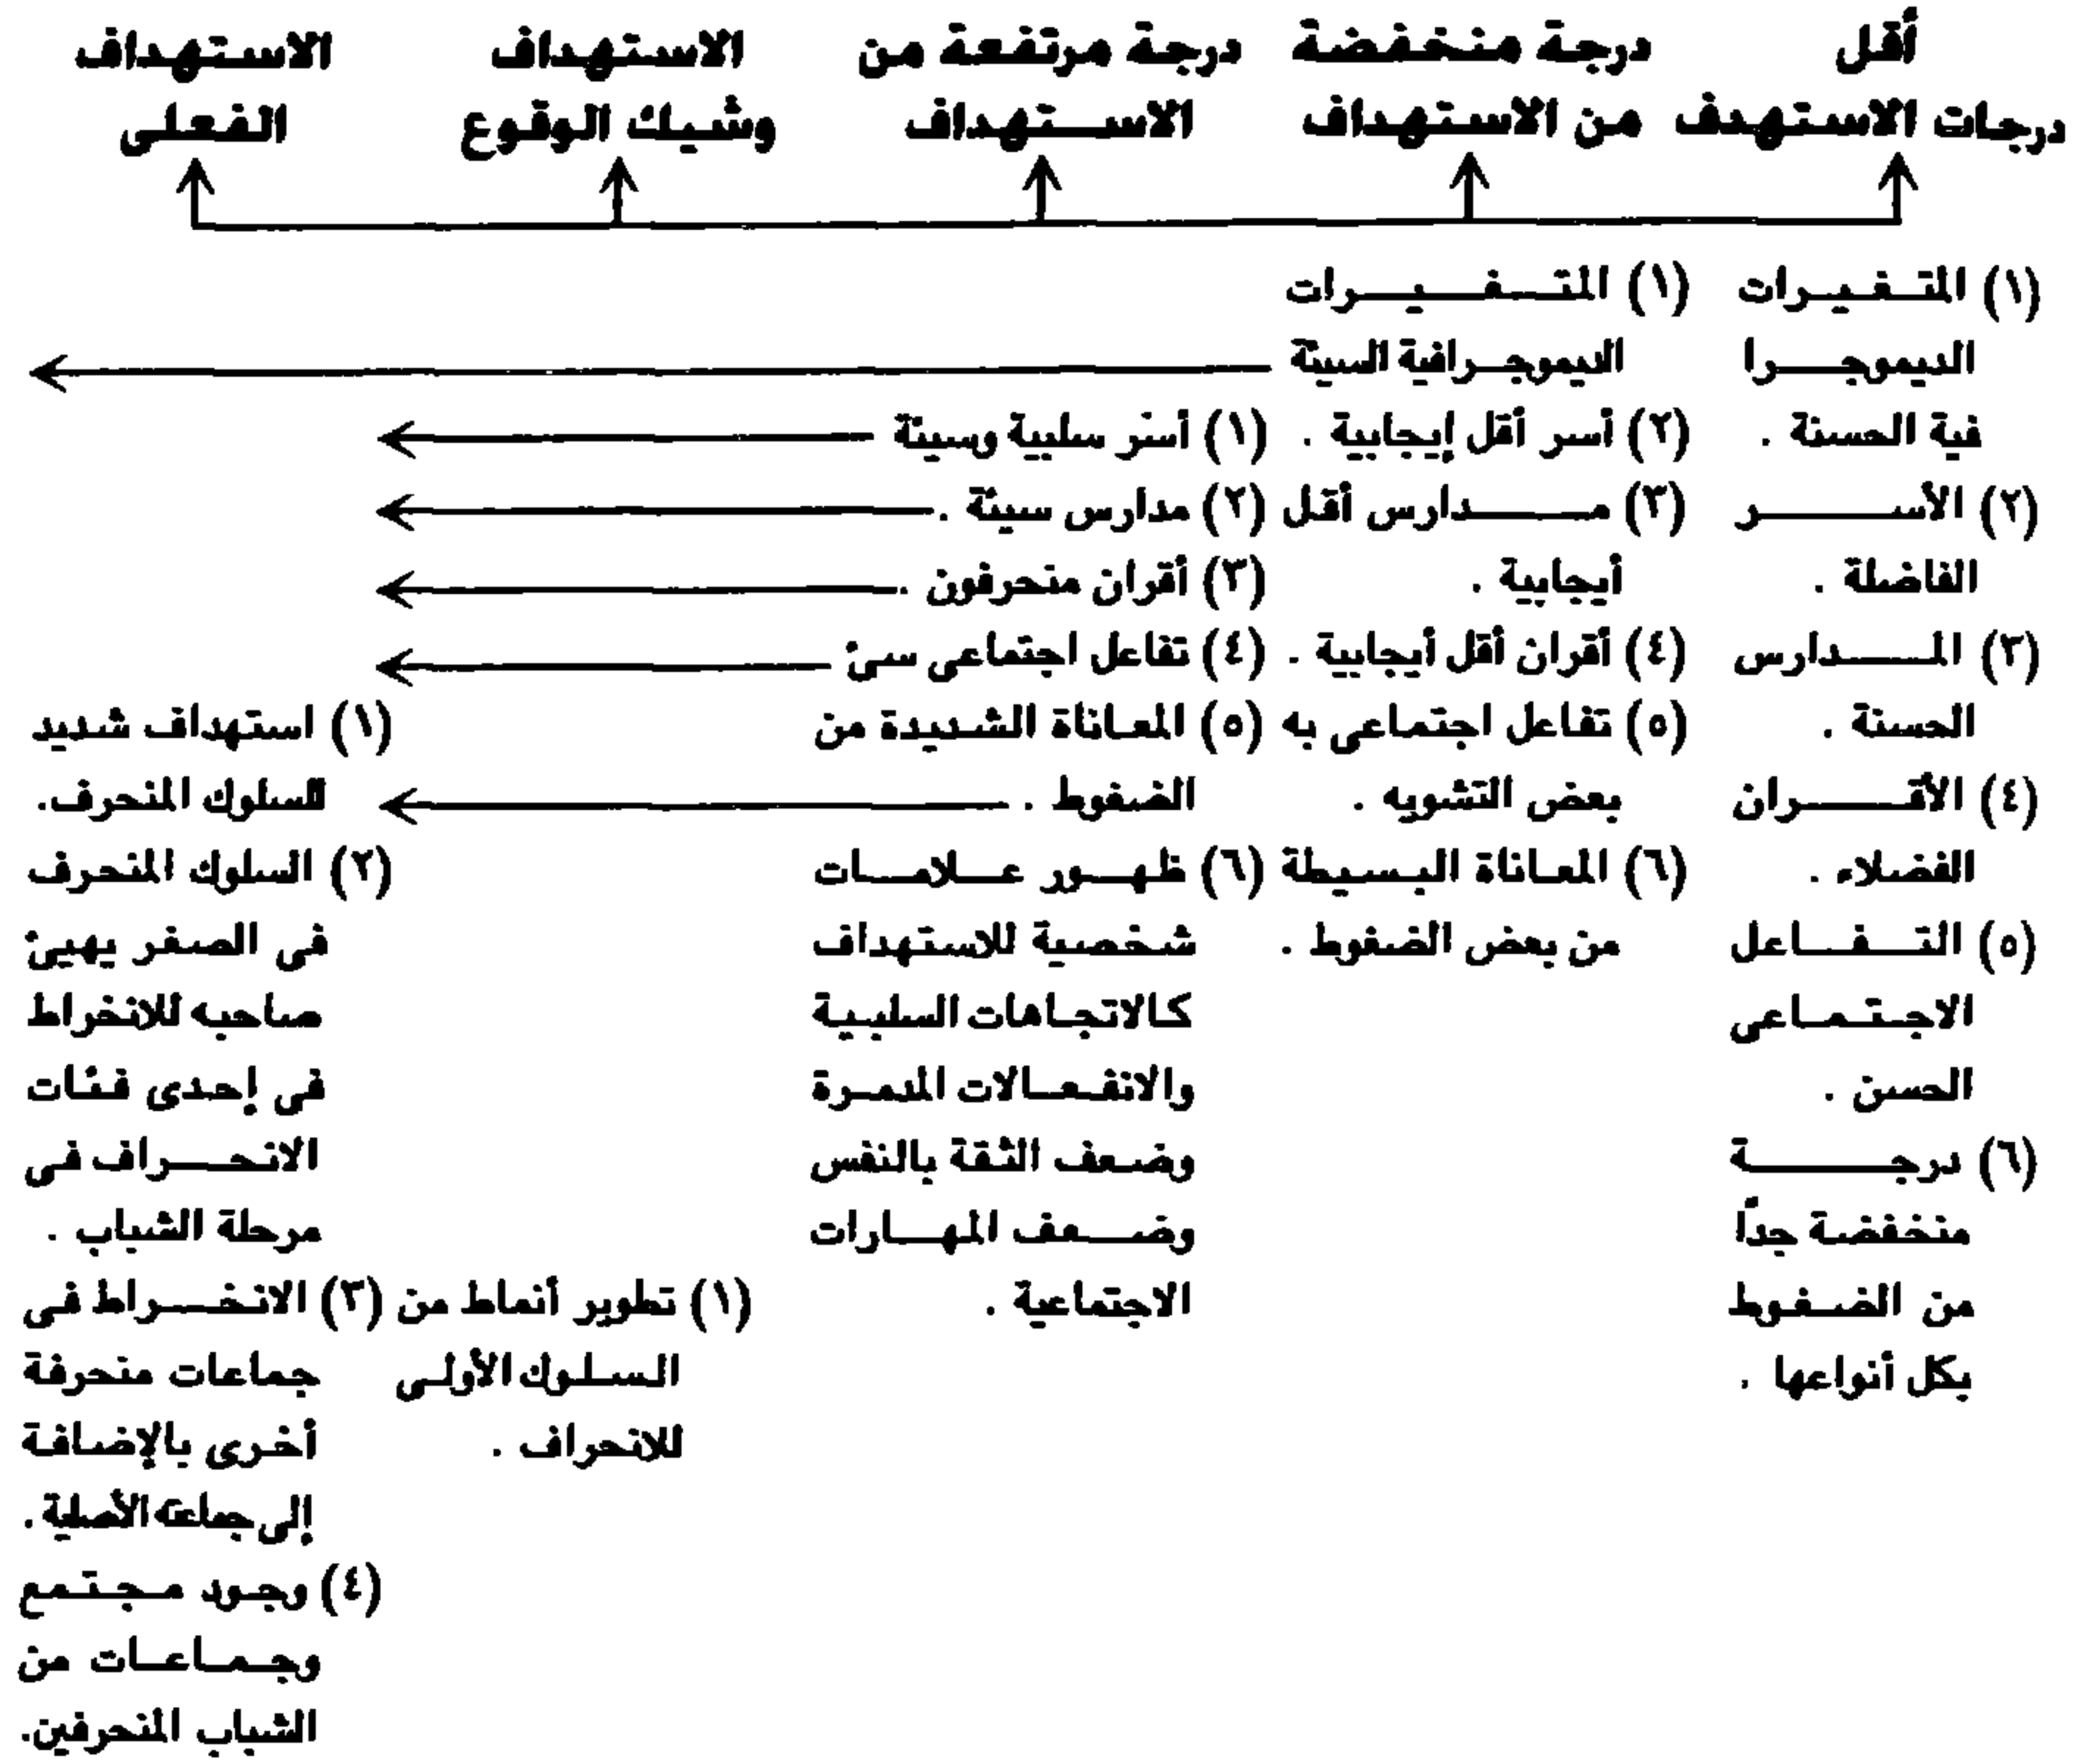 أقل
درجات الاستهدف
درجة منخفضة
من الاستهداف
درجة مرتفعة من
الاستهداف
الاستهداف
وشيك الوقوع
الاستهداف
الفعلى
(١) المتغيرات
الديموجرا
فية الحسنة .
(٢) الأسر
الفاضلة .
(٣) المدارس
الحسنة .
(٤) الأقران
الفضلاء .
(٥) التفاعل
الاجتماعى
الحسن .
(٦) درجة
منخفضة جداً
من الضغوط
بكل أنواعها .
(١) المتغيرات
الديموجرافية السيئة
(٢) أسر أقل إيجابية .
(٣) مدارس أقل
أيجابية .
(٤) أقران أقل أيجابية .
(٥) تفاعل اجتماعى به
بعض التشويه .
(٦) المعاناة البسيطة
من بعض الضغوط .
(١) أسر سلبية وسيئة
(٢) مدارس سيئة .
(٣) أقران منحرفون .
(٤) تفاعل اجتماعى سئ
(٥) المعاناة الشديدة من
الضغوط .
(٦) ظهور علامات
شخصية للاستهداف
كالاتجاهات السلبية
والانفعالات المدمرة
وضعف الثقة بالنفس
وضعف المهارات
الاجتماعية .
(١) تطوير أنماط من
السلوك الأولى
للانحراف .
(١) استهداف شديد
للسلوك المنحرف.
(٢) السلوك المنحرف
فى الصغر يهيئ
صاحبه للانخراط
فى إحدى فئات
الانحراف فى
مرحلة الشباب .
(٣) الانخراط فى
جماعات منحرفة
أخرى بالإضافة
إلى جماعته الأصلية.
(٤) وجود مجتمع
وجماعات من
الشباب المنحرفين.